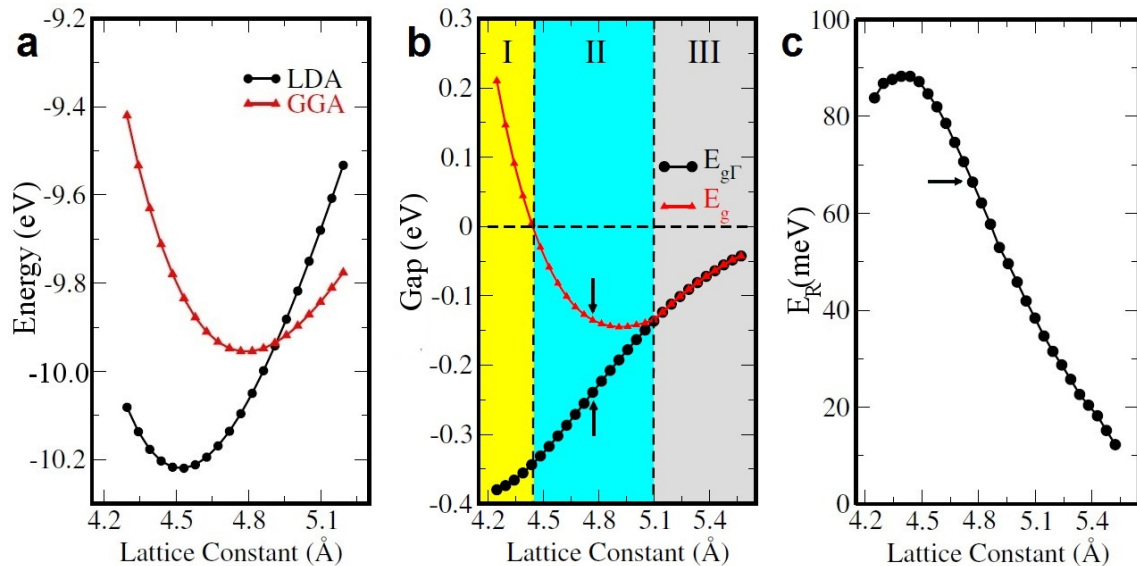 a
-9.2
-9.4
-9.6
-9.8
-10.0
-10.2
Energy (eV)
LDA
GGA
4.2 4.5 4.8 5.1
Lattice Constant (Å)
b
I II III
0.3
0.2
0.1
0
-0.1
-0.2
-0.3
-0.4
Gap (eV)
EgΓ
Eg
4.2 4.5 4.8 5.1 5.4
Lattice Constant (Å)
c
100
80
60
40
20
0
ER(meV)
4.2 4.5 4.8 5.1 5.4
Lattice Constant (Å)